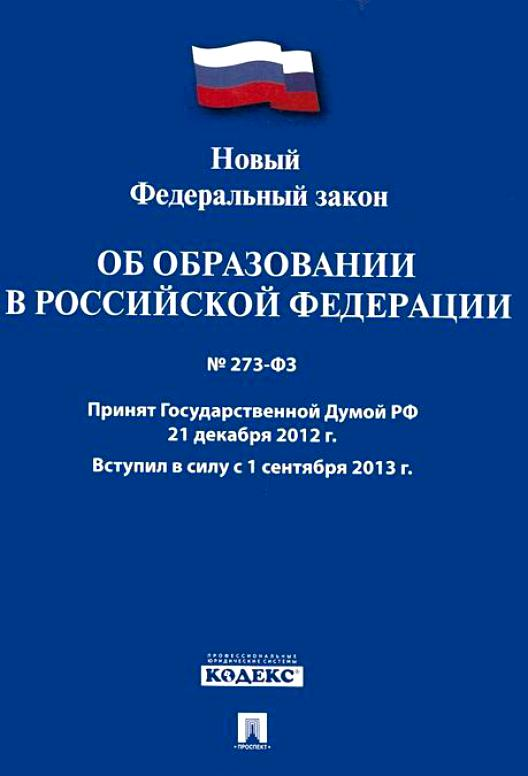 Новый
Федеральный закон
ОБ ОБРАЗОВАНИИ
В РОССИЙСКОЙ ФЕДЕРАЦИИ
№ 273-ФЗ
Принят Государственной Думой РФ
21 декабря 2012 г.
Вступил в силу с 1 сентября 2013 г.
ПРОФЕССИОНАЛЬНЫЕ
ЮРИДИЧЕСКИЕ СИСТЕМЫ
КОДЕКС®
• ПРОСПЕКТ •